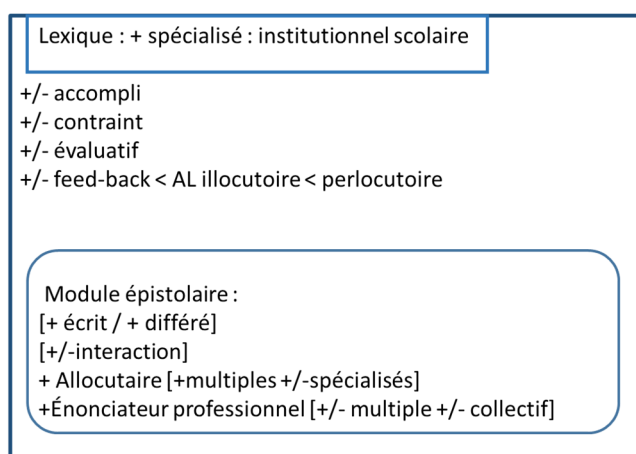 Lexique : + spécialisé : institutionnel scolaire
+/- accompli
+/- contraint
+/- évaluatif
+/- feed-back < AL illocutoire < perlocutoire
Module épistolaire :
[+ écrit / + différé]
[+/-interaction]
+ Allocutaire [+multiples +/-spécialisés]
+Énonciateur professionnel [+/- multiple +/- collectif]